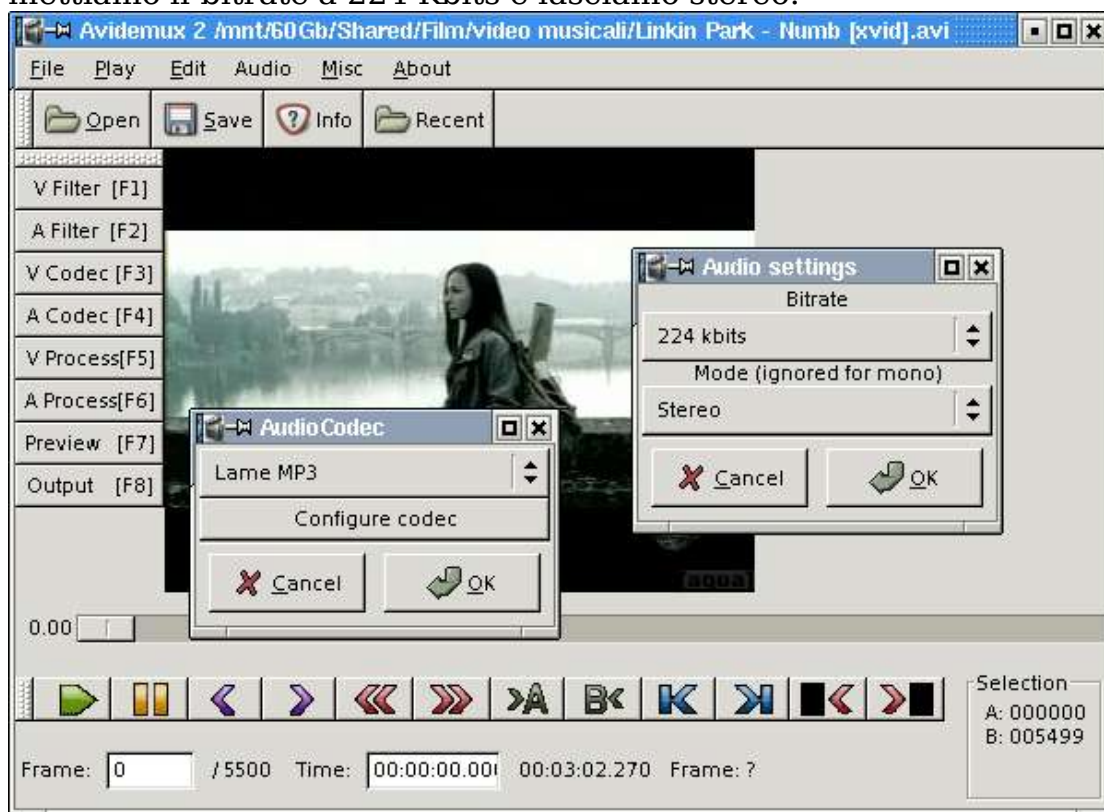 mettiamo il bitrate a 224 Kbits e lasciamo stereo.
Avidemux 2 /mnt/60Gb/Shared/Film/video musicali/Linkin Park - Numb [xvid].avi
File Play Edit Audio Misc About
Open Save Info Recent
V Filter [F1]
A Filter [F2]
V Codec [F3]
A Codec [F4]
V Process[F5]
A Process[F6]
Preview [F7]
Output [F8]
Audio settings
Bitrate
224 kbits
Mode (ignored for mono)
Stereo
Cancel OK
AudioCodec
Lame MP3
Configure codec
Cancel OK
[aqua]
0.00
>A B<
Selection
A: 000000
B: 005499
Frame: 0 / 5500 Time: 00:00:00.00 00:03:02.270 Frame: ?